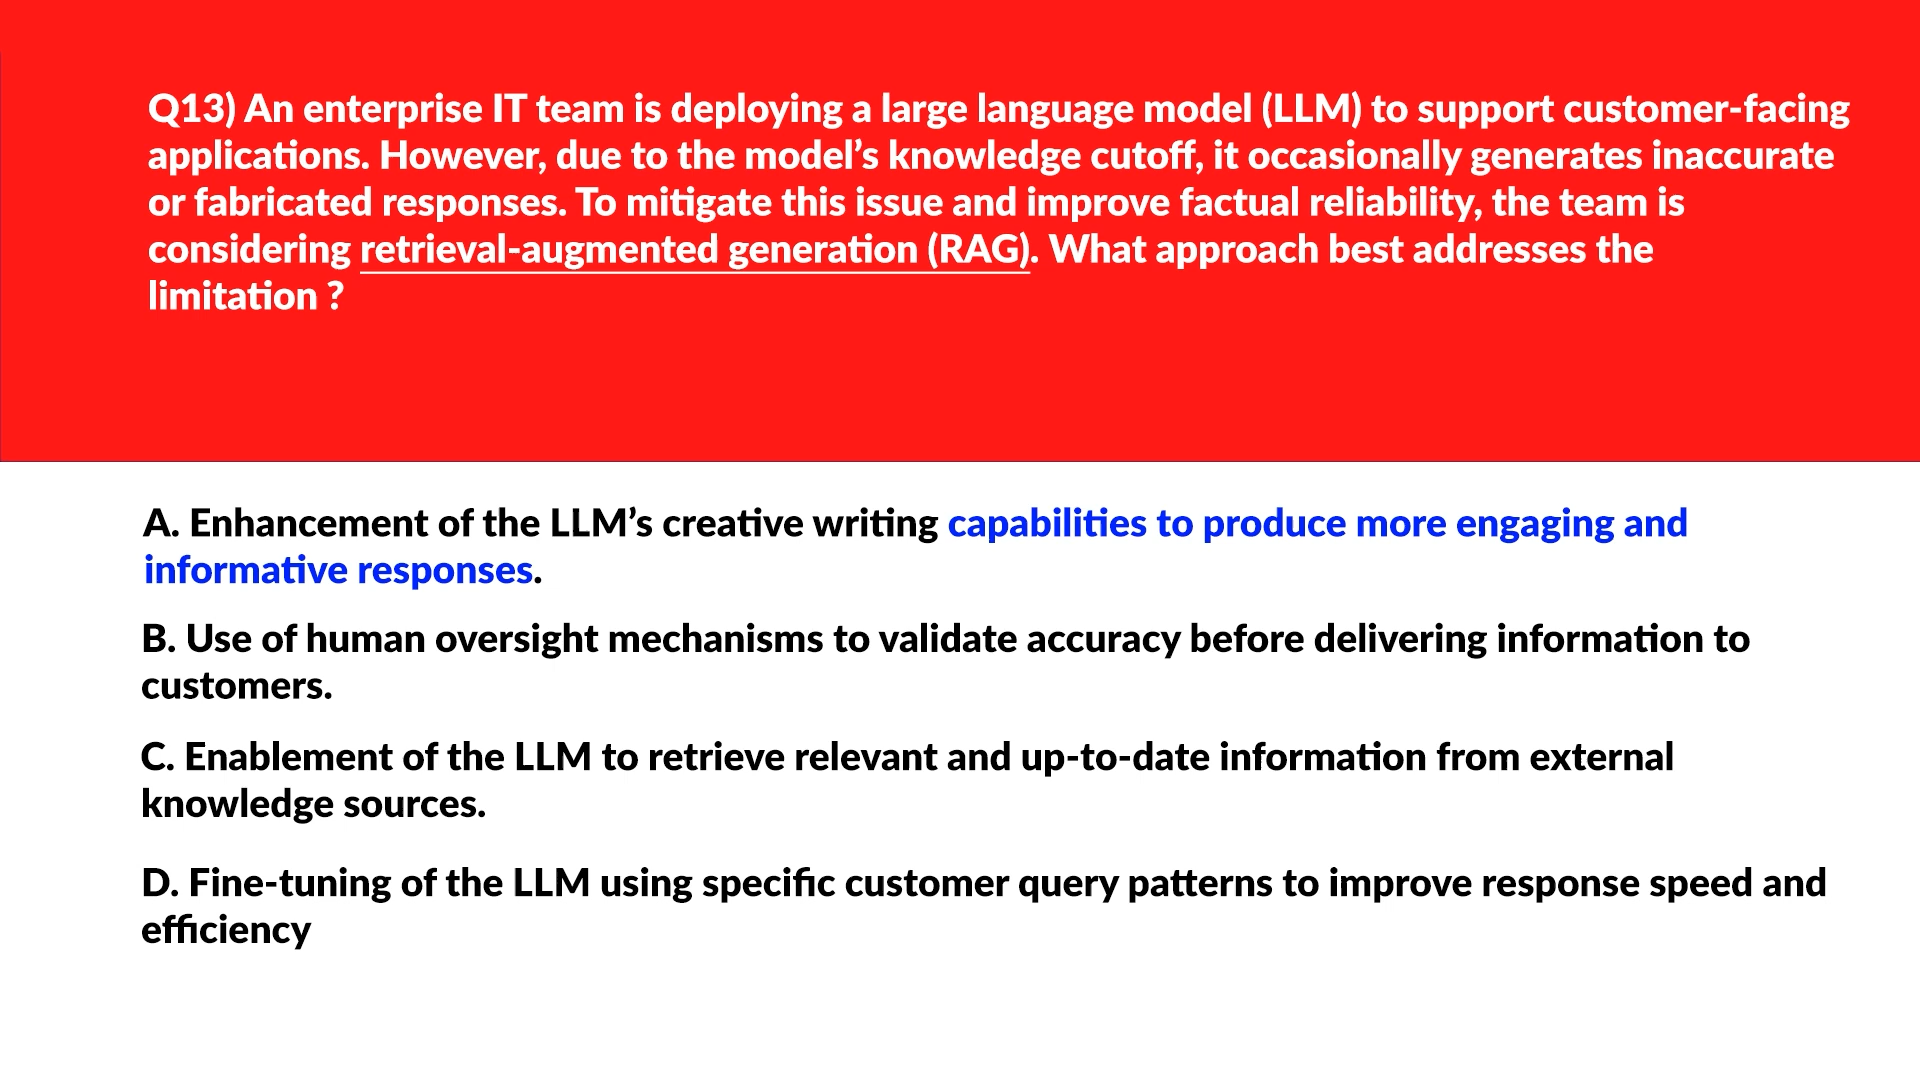 Q13) An enterprise IT team is deploying a large language model (LLM) to support customer-facing
applications. However, due to the model’s knowledge cutoff, it occasionally generates inaccurate
or fabricated responses. To mitigate this issue and improve factual reliability, the team is
considering retrieval-augmented generation (RAG). What approach best addresses the
limitation ?
A. Enhancement of the LLM’s creative writing capabilities to produce more engaging and
informative responses.
B. Use of human oversight mechanisms to validate accuracy before delivering information to
customers.
C. Enablement of the LLM to retrieve relevant and up-to-date information from external
knowledge sources.
D. Fine-tuning of the LLM using specific customer query patterns to improve response speed and
efficiency